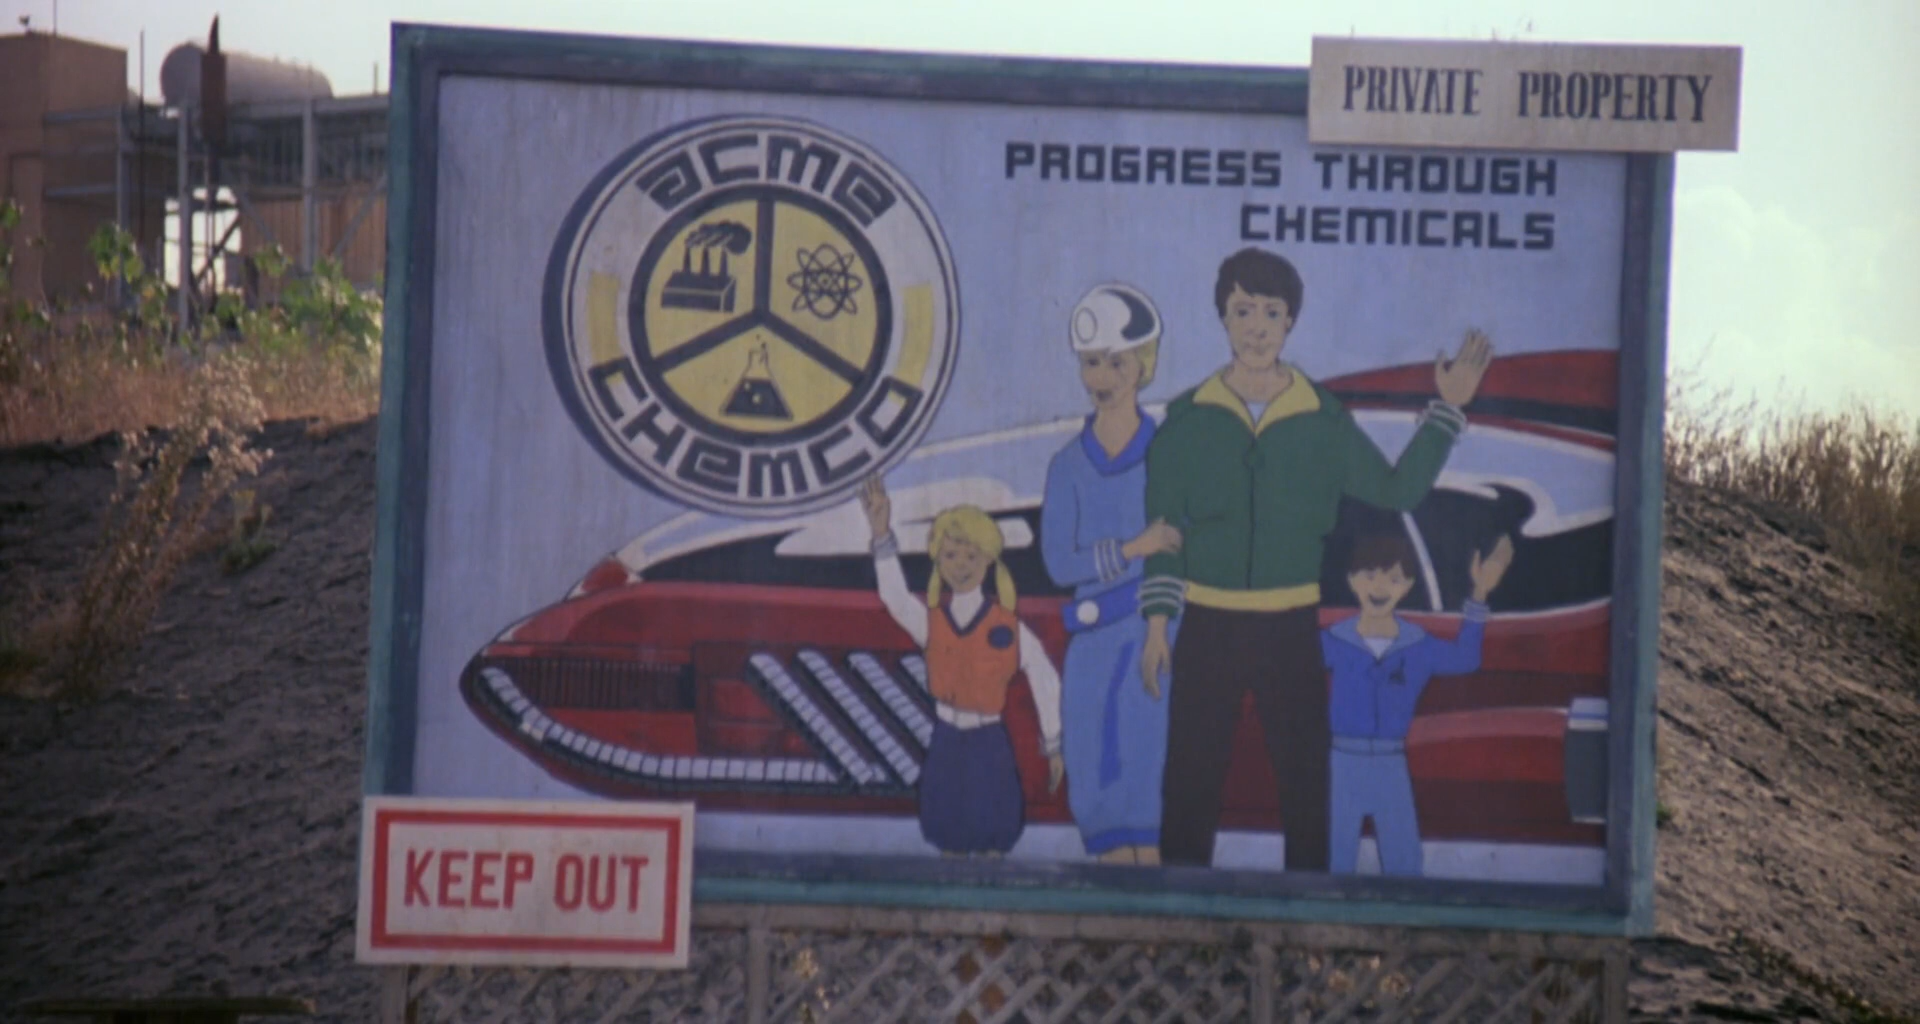 PRIVATE PROPERTY
ACME
CHEMCO
PROGRESS THROUGH
CHEMICALS
KEEP OUT